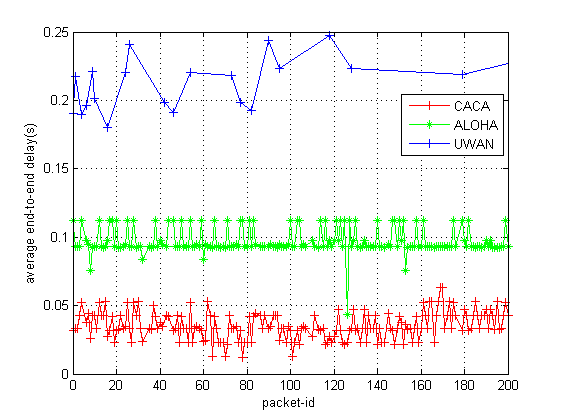 0.25
0.2
0.15
0.1
0.05
0
average end-to-end delay(s)
CACA
ALOHA
UWAN
0 20 40 60 80 100 120 140 160 180 200
packet-id